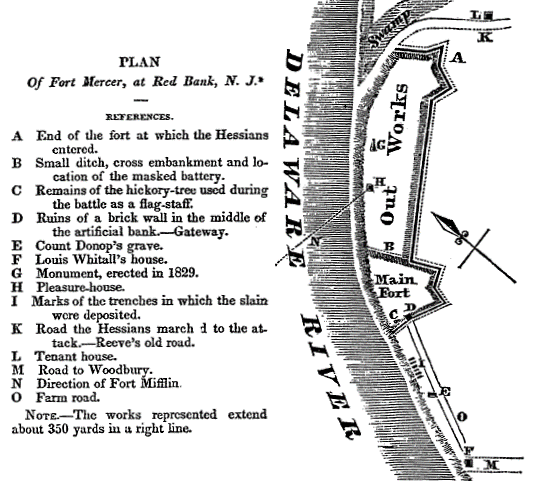 PLAN
Of Fort Mercer, at Red Bank, N. J.*
REFERENCES.
A End of the fort at which the Hessians
entered.
B Small ditch, cross embankment and lo-
cation of the masked battery.
C Remains of the hickory-tree used during
the battle as a flag-staff.
D Ruins of a brick wall in the middle of
the artificial bank.—Gateway.
E Count Donop's grave.
F Louis Whitall's house.
G Monument, erected in 1829.
H Pleasure-house.
I Marks of the trenches in which the slain
were deposited.
K Road the Hessians march d to the at-
tack.—Reeve's old road.
L Tenant house.
M Road to Woodbury.
N Direction of Fort Mifflin.
O Farm road.
NOTE.—The works represented extend
about 350 yards in a right line.
DELAWARE
RIVER
Swamp
L
K
A
Out Works
G
H
N
B
Main
Fort
C
D
I
E
O
F
M